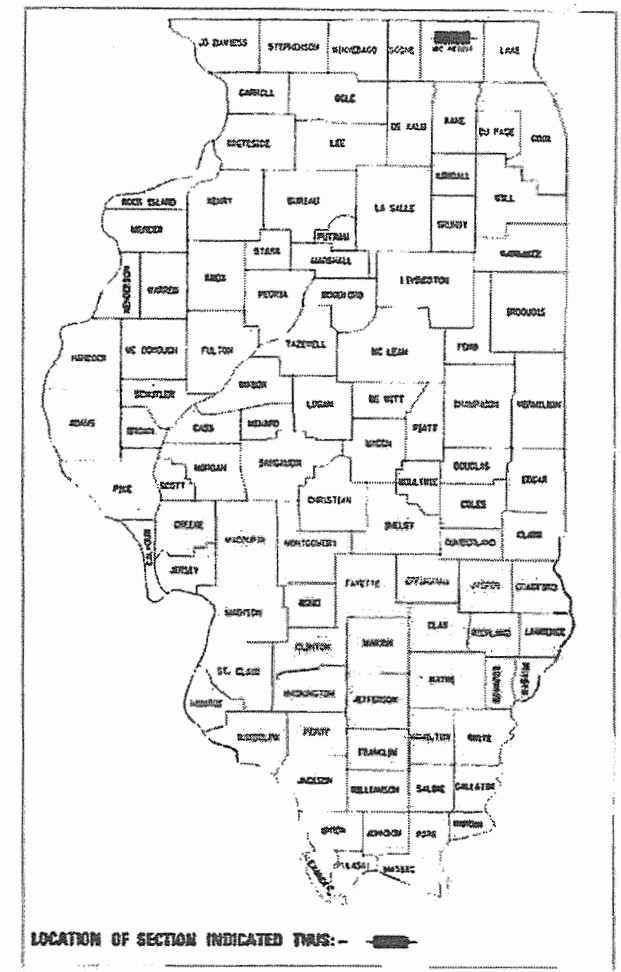 JO DAVIESS STEPHENSON WINNEBAGO BOONE MC HENRY LAKE
CARROLL OGLE
DE KALB KANE DU PAGE COOK
WHITESIDE LEE
KENDALL
ROCK ISLAND HENRY BUREAU LA SALLE WILL
MERCER GRUNDY
PUTNAM
STARK MARSHALL KANKAKEE
HENDERSON WARREN KNOX LIVINGSTON
PEORIA WOODFORD
IROQUOIS
TAZEWELL FORD
HANCOCK MC DONOUGH FULTON MC LEAN
MASON
SCHUYLER LOGAN DE WITT CHAMPAIGN VERMILION
ADAMS BROWN CASS MENARD PIATT
MACON
MORGAN SANGAMON DOUGLAS
PIKE SCOTT MOULTRIE EDGAR
CHRISTIAN COLES
GREENE SHELBY
CALHOUN MACOUPIN MONTGOMERY CUMBERLAND CLARK
JERSEY FAYETTE EFFINGHAM JASPER CRAWFORD
BOND
MADISON CLAY RICHLAND LAWRENCE
CLINTON MARION
ST. CLAIR WAYNE EDWARDS WABASH
WASHINGTON JEFFERSON
MONROE
RANDOLPH PERRY HAMILTON WHITE
FRANKLIN
JACKSON WILLIAMSON SALINE GALLATIN
UNION JOHNSON POPE HARDIN
ALEXANDER PULASKI MASSAC
LOCATION OF SECTION INDICATED THUS:-